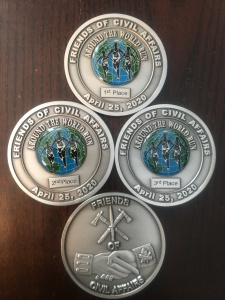 FRIENDS OF CIVIL AFFAIRS
AROUND THE WORLD RUN
1st Place
April 25, 2020
FRIENDS OF CIVIL AFFAIRS
AROUND THE WORLD RUN
2nd Place
April 25, 2020
FRIENDS OF CIVIL AFFAIRS
AROUND THE WORLD RUN
3rd Place
April 25, 2020
FRIENDS
OF
CIVIL AFFAIRS